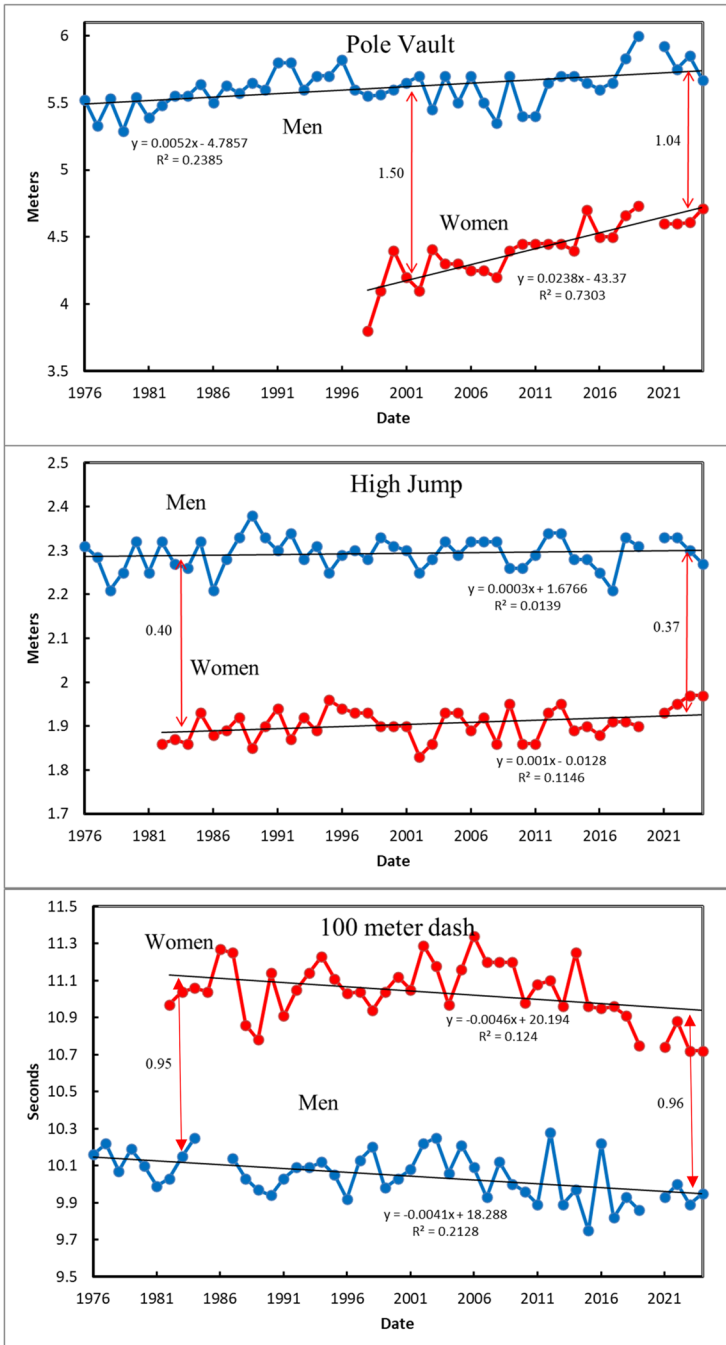 Pole Vault
6
5.5
5
4.5
4
3.5
Meters
Men
y = 0.0052x - 4.7857
R² = 0.2385
1.50
1.04
Women
y = 0.0238x - 43.37
R² = 0.7303
1976 1981 1986 1991 1996 2001 2006 2011 2016 2021
Date
High Jump
2.5
2.4
2.3
2.2
2.1
2
1.9
1.8
1.7
Meters
Men
y = 0.0003x + 1.6766
R² = 0.0139
0.40
0.37
Women
y = 0.001x - 0.0128
R² = 0.1146
1976 1981 1986 1991 1996 2001 2006 2011 2016 2021
Date
100 meter dash
11.5
11.3
11.1
10.9
10.7
10.5
10.3
10.1
9.9
9.7
9.5
Seconds
Women
y = -0.0046x + 20.194
R² = 0.124
0.95
0.96
Men
y = -0.0041x + 18.288
R² = 0.2128
1976 1981 1986 1991 1996 2001 2006 2011 2016 2021
Date